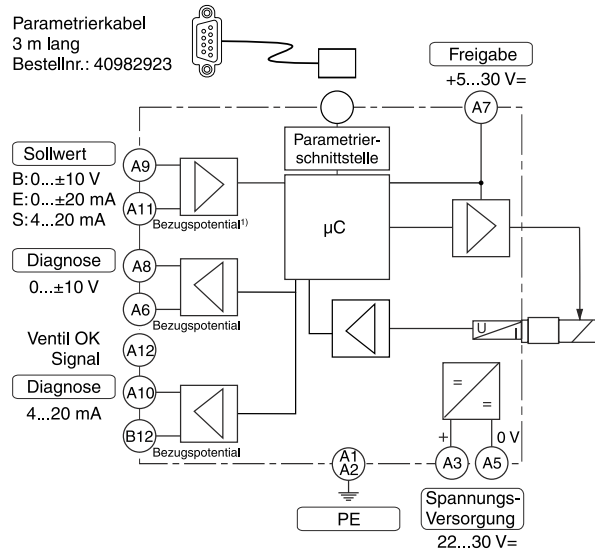 Parametrierkabel
3 m lang
Bestellnr.: 40982923
Freigabe
+5...30 V=
A7
Parametrier-
schnittstelle
Sollwert
B: 0...±10 V
E: 0...±20 mA
S: 4...20 mA
A9
A11
Bezugspotential¹⁾
µC
Diagnose
0...±10 V
A8
A6
Bezugspotential
Ventil OK
Signal
A12
U
I
Diagnose
4...20 mA
A10
B12
Bezugspotential
=
=
+
0 V
A1
A2
A3
A5
PE
Spannungs-
Versorgung
22...30 V=